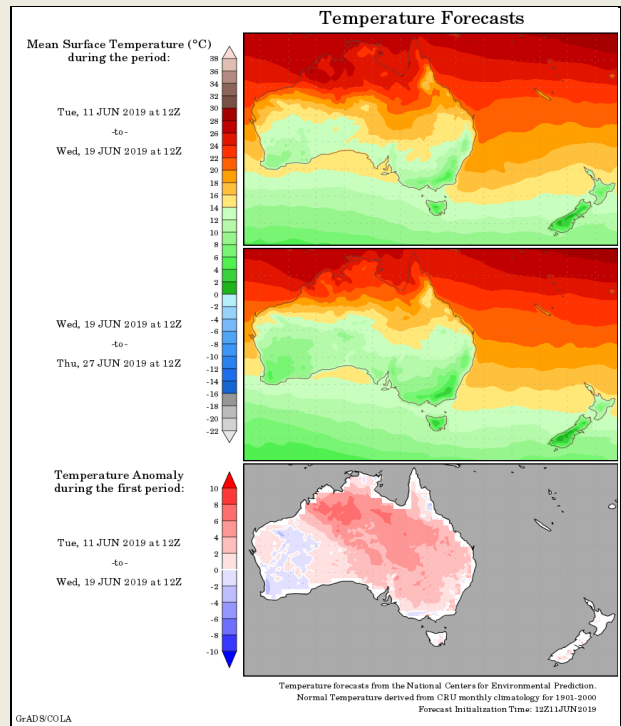 Temperature Forecasts
Mean Surface Temperature (°C)
during the period:
Tue, 11 JUN 2019 at 12Z
-to-
Wed, 19 JUN 2019 at 12Z
38
36
34
32
30
28
26
24
22
20
18
16
14
12
10
8
6
4
2
0
-2
-4
-6
-8
-10
-12
-14
-16
-18
-20
-22
Wed, 19 JUN 2019 at 12Z
-to-
Thu, 27 JUN 2019 at 12Z
Temperature Anomaly
during the first period:
Tue, 11 JUN 2019 at 12Z
-to-
Wed, 19 JUN 2019 at 12Z
10
8
6
4
2
0
-2
-4
-6
-8
-10
Temperature forecasts from the National Centers for Environmental Prediction.
Normal Temperature derived from CRU monthly climatology for 1901-2000
Forecast Initialization Time: 12Z11JUN2019
GrADS/COLA